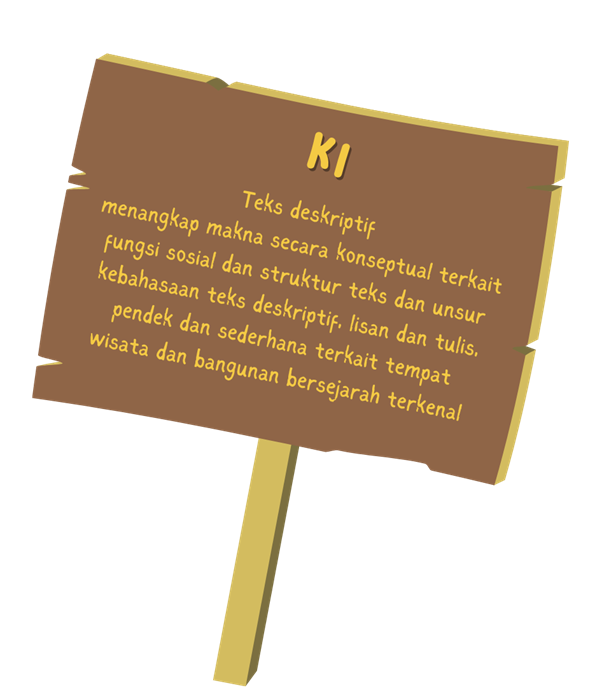 KI
Teks deskriptif
menangkap makna secara konseptual terkait
fungsi sosial dan struktur teks dan unsur
kebahasaan teks deskriptif, lisan dan tulis,
pendek dan sederhana terkait tempat
wisata dan bangunan bersejarah terkenal